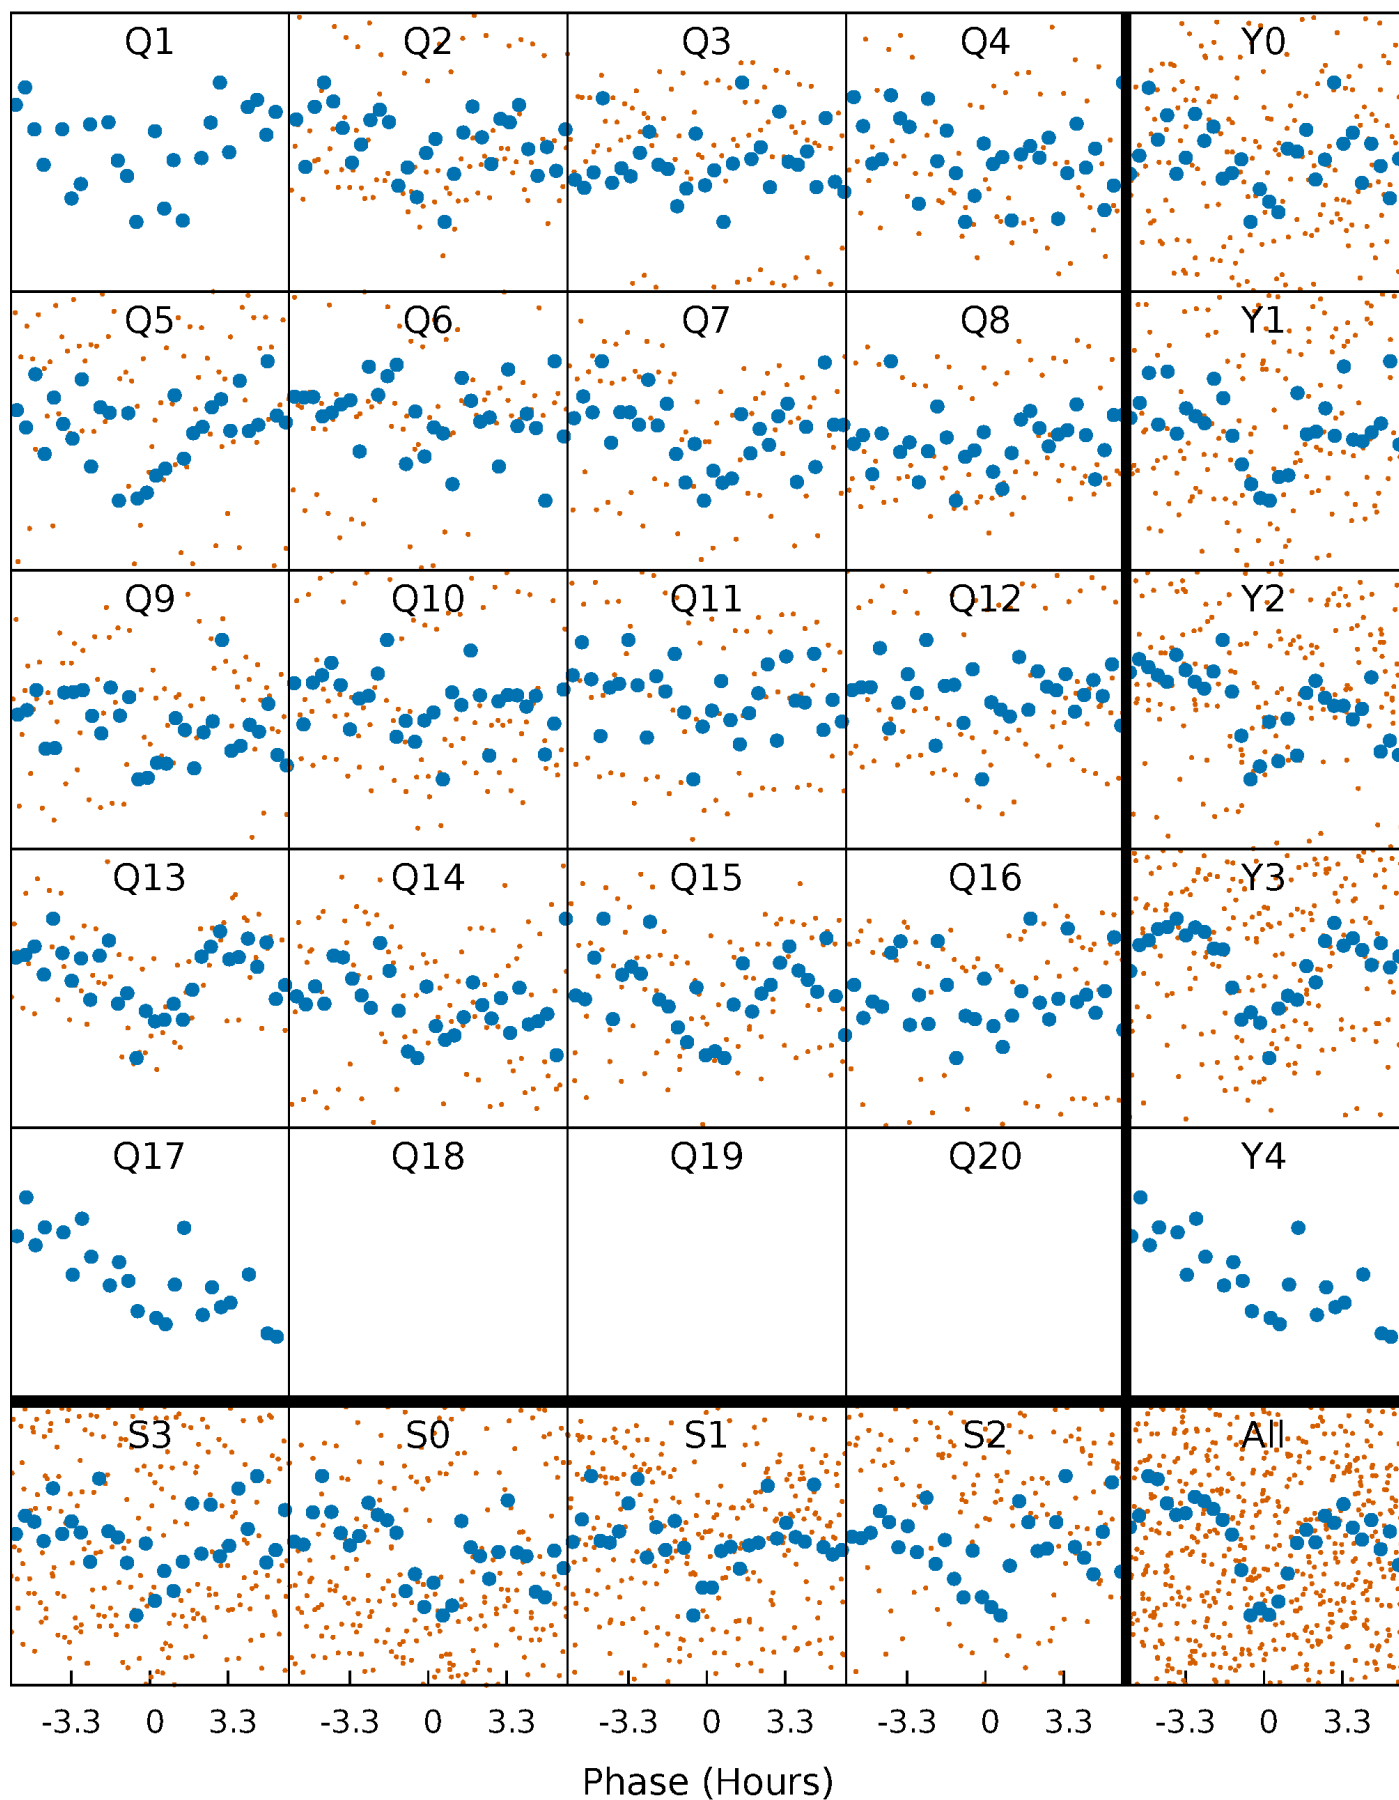 Q1 Q2 Q3 Q4 Y0
Q5 Q6 Q7 Q8 Y1
Q9 Q10 Q11 Q12 Y2
Q13 Q14 Q15 Q16 Y3
Q17 Q18 Q19 Q20 Y4
S3 S0 S1 S2 All
-3.3 0 3.3 -3.3 0 3.3 -3.3 0 3.3 -3.3 0 3.3 -3.3 0 3.3
Phase (Hours)